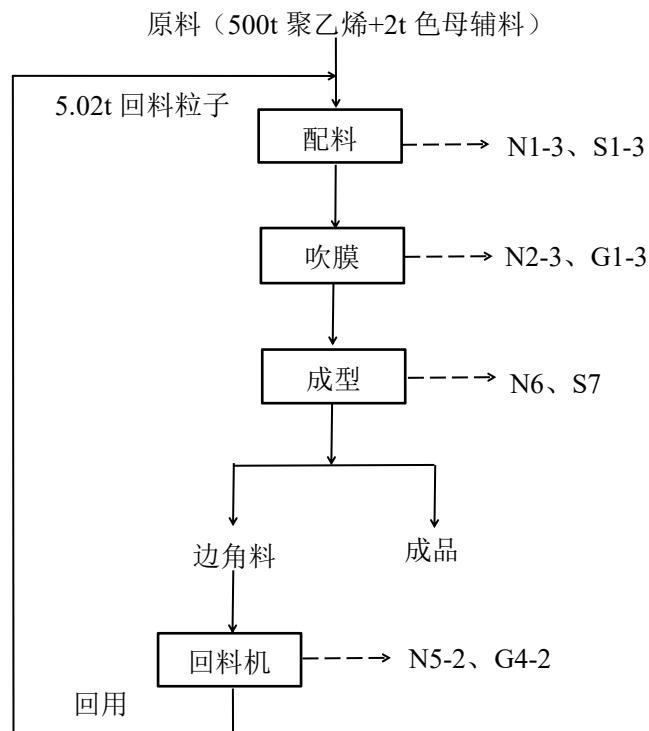 原料（500t 聚乙烯+2t 色母辅料）
5.02t 回料粒子
配料
N1-3、S1-3
吹膜
N2-3、G1-3
成型
N6、S7
边角料
成品
回料机
N5-2、G4-2
回用